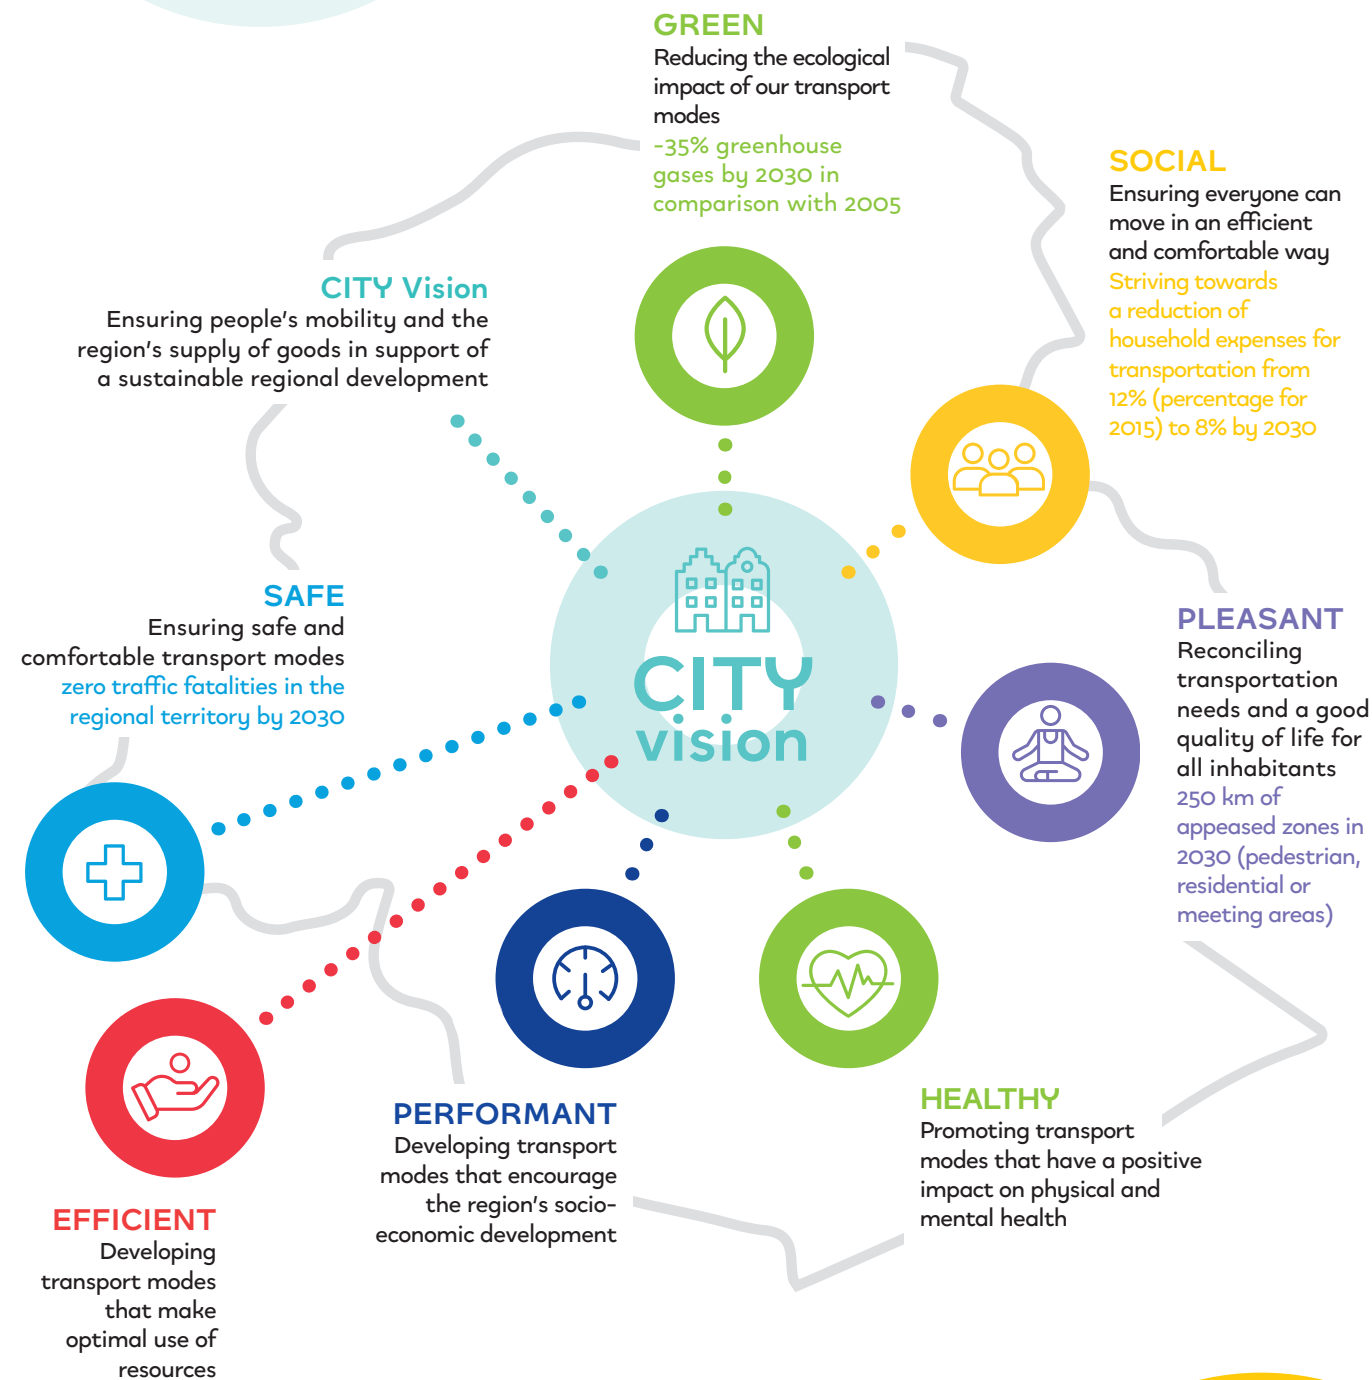 GREEN
Reducing the ecological
impact of our transport
modes
-35% greenhouse
gases by 2030 in
comparison with 2005
SOCIAL
Ensuring everyone can
move in an efficient
and comfortable way
Striving towards
a reduction of
household expenses for
transportation from
12% (percentage for
2015) to 8% by 2030
CITY Vision
Ensuring people's mobility and the
region's supply of goods in support of
a sustainable regional development
SAFE
Ensuring safe and
comfortable transport modes
zero traffic fatalities in the
regional territory by 2030
CITY
vision
PLEASANT
Reconciling
transportation
needs and a good
quality of life for
all inhabitants
250 km of
appeased zones in
2030 (pedestrian,
residential or
meeting areas)
HEALTHY
Promoting transport
modes that have a positive
impact on physical and
mental health
PERFORMANT
Developing transport
modes that encourage
the region's socio-
economic development
EFFICIENT
Developing
transport modes
that make
optimal use of
resources